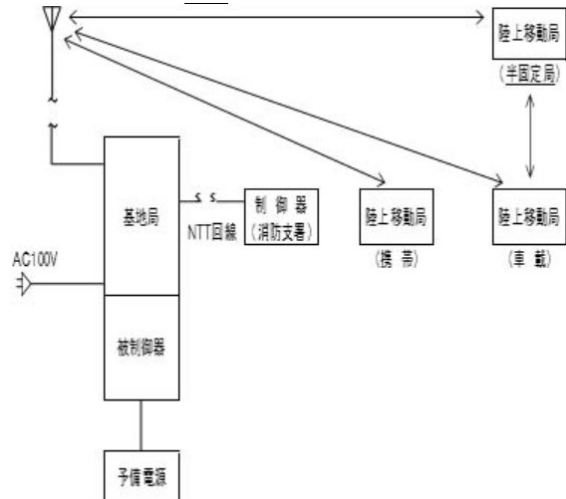 陸上移動局
(半固定局)
基地局
NTT回線
制御器
(消防支署)
陸上移動局
(携帯)
陸上移動局
(車載)
AC100V
被制御器
予備電源